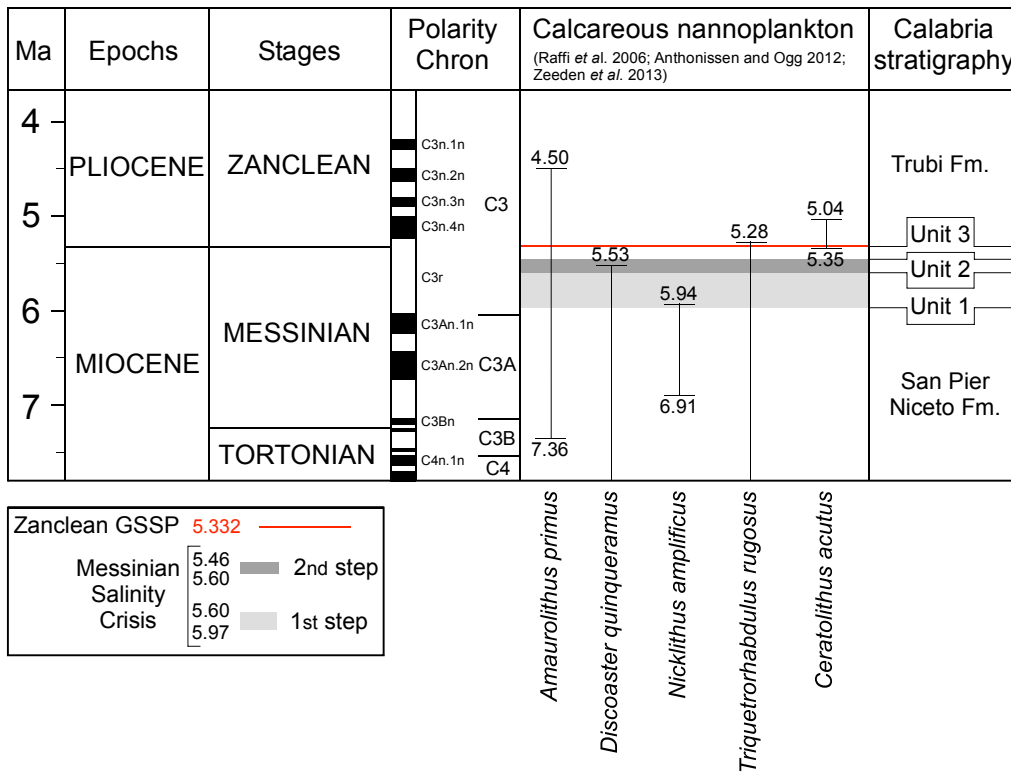 Ma
Epochs
Stages
Polarity
Chron
Calcareous nannoplankton
(Raffi et al. 2006; Anthonissen and Ogg 2012;
Zeeden et al. 2013)
Calabria
stratigraphy
4
5
6
7
PLIOCENE
MIOCENE
ZANCLEAN
MESSINIAN
TORTONIAN
C3n.1n
C3n.2n
C3n.3n
C3n.4n
C3r
C3An.1n
C3An.2n
C3Bn
C4n.1n
C3
C3A
C3B
C4
4.50
7.36
5.53
5.94
6.91
5.28
5.04
5.35
Trubi Fm.
Unit 3
Unit 2
Unit 1
San Pier
Niceto Fm.
Amaurolithus primus
Discoaster quinqueramus
Nicklithus amplificus
Triquetrorhabdulus rugosus
Ceratolithus acutus
Zanclean GSSP 5.332
Messinian
Salinity
Crisis
5.46
5.60
2nd step
5.60
5.97
1st step